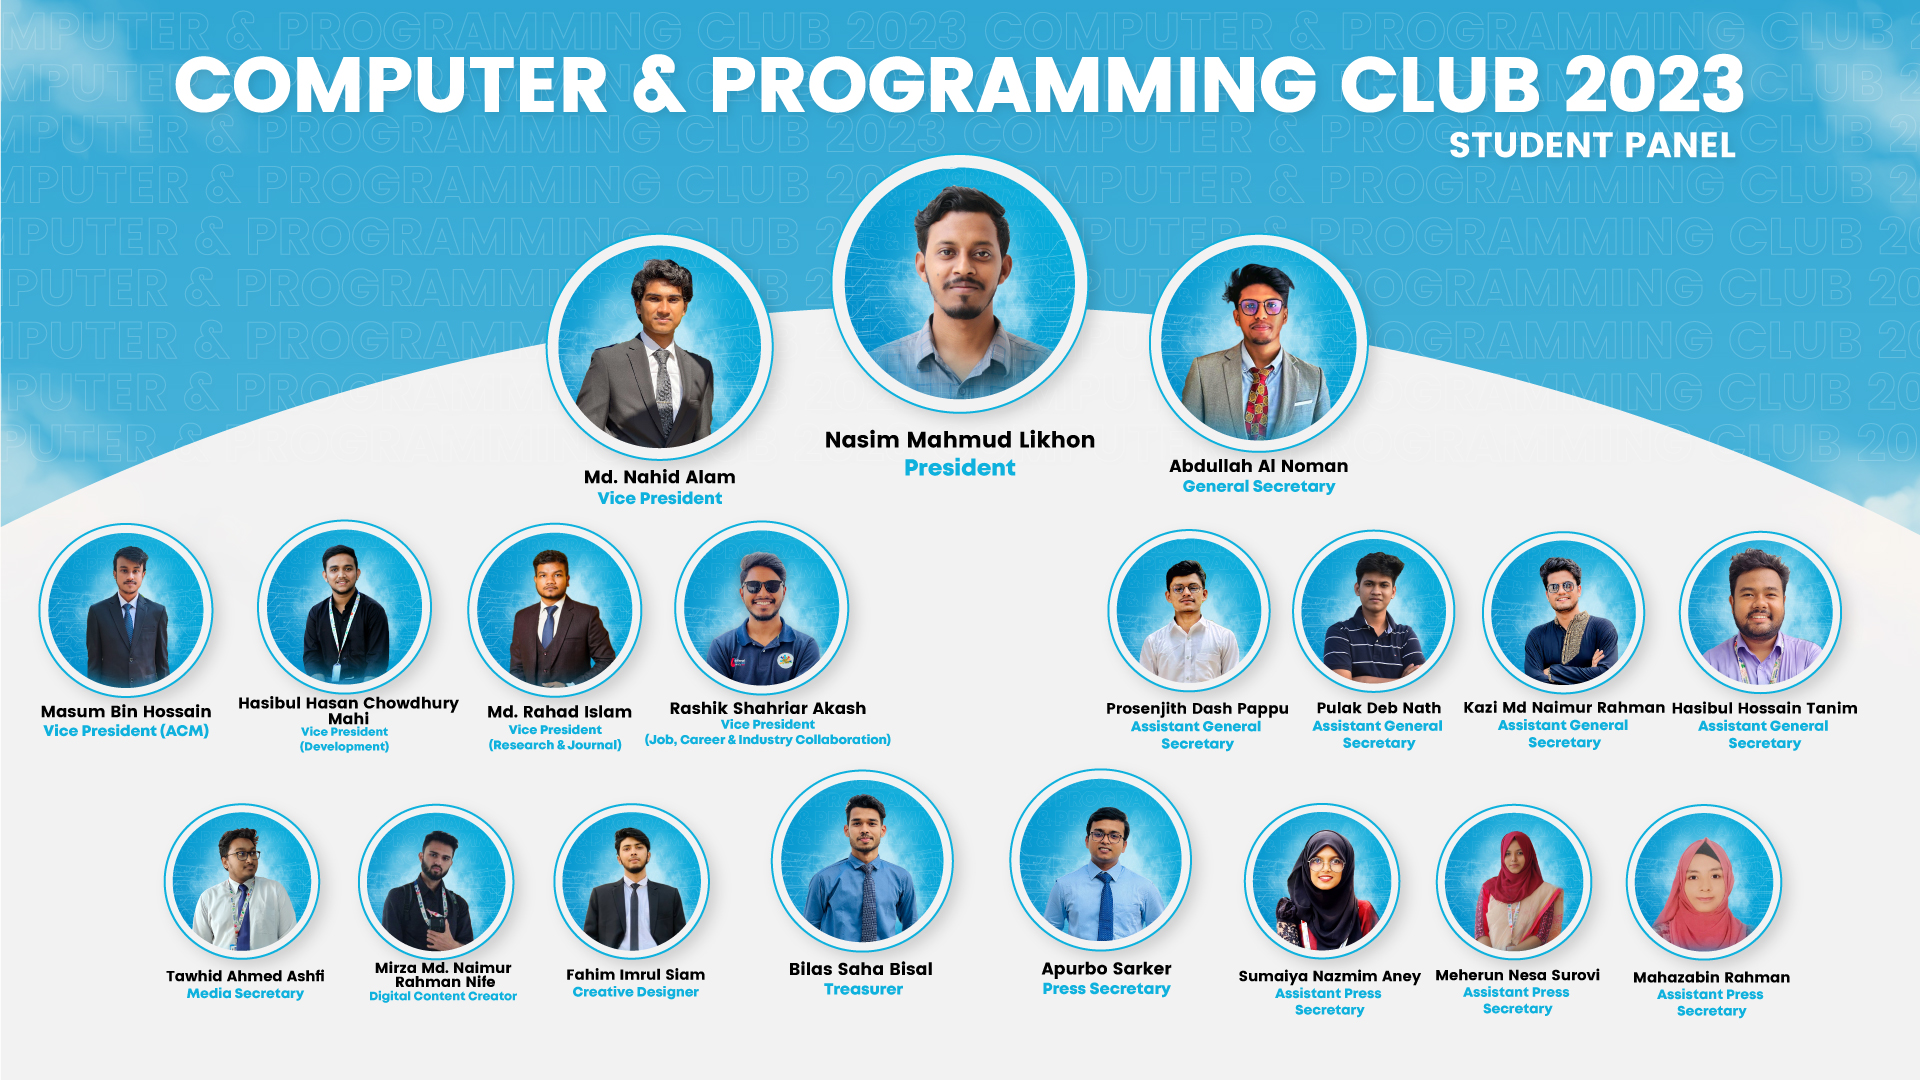 COMPUTER & PROGRAMMING CLUB 2023
STUDENT PANEL
Nasim Mahmud Likhon
President
Md. Nahid Alam
Vice President
Abdullah Al Noman
General Secretary
Masum Bin Hossain
Vice President (ACM)
Hasibul Hasan Chowdhury
Mahi
Vice President
(Development)
Md. Rahad Islam
Vice President
(Research & Journal)
Rashik Shahriar Akash
Vice President
(Job, Career & Industry Collaboration)
Prosenjith Dash Pappu
Assistant General
Secretary
Pulak Deb Nath
Assistant General
Secretary
Kazi Md Naimur Rahman
Assistant General
Secretary
Hasibul Hossain Tanim
Assistant General
Secretary
Tawhid Ahmed Ashfi
Media Secretary
Mirza Md. Naimur
Rahman Nife
Digital Content Creator
Fahim Imrul Siam
Creative Designer
Bilas Saha Bisal
Treasurer
Apurbo Sarker
Press Secretary
Sumaiya Nazmim Aney
Assistant Press
Secretary
Meherun Nesa Surovi
Assistant Press
Secretary
Mahazabin Rahman
Assistant Press
Secretary